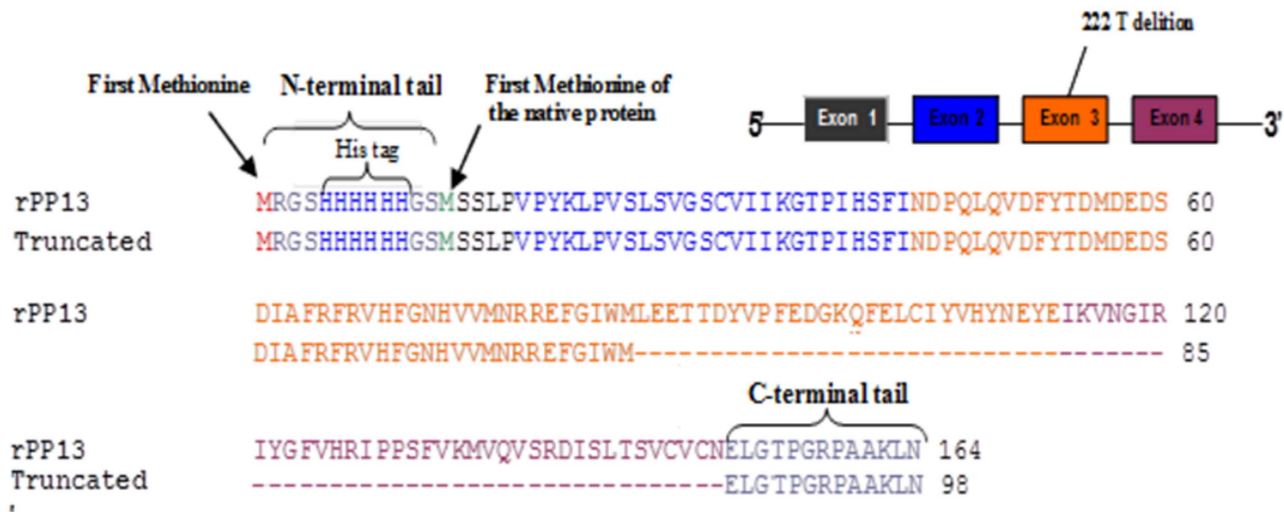 222 T delition
First Methionine
N-terminal tail
First Methionine of
the native protein
His tag
5
Exon 1
Exon 2
Exon 3
Exon 4
3'
rPP13 MRGSHHHHHHGSMSSLPVPYKLPVSLSVGSCVIIKGTPIHSFINDPQLQVDFYTDMDEDS 60
Truncated MRGSHHHHHHGSMSSLPVPYKLPVSLSVGSCVIIKGTPIHSFINDPQLQVDFYTDMDEDS 60
rPP13 DIAFRFRVHFGNHVVMNRREFGIWMLEETTDYVPFEDGKQFELCIYVHYNEYEIKVNGIR 120
DIAFRFRVHFGNHVVMNRREFGIWM----------------------------------- 85
C-terminal tail
rPP13 IYGFVHRIPPSFVKMVQVSRDISLTSVCVCNELGTPGRPAAKLN 164
Truncated -------------------------------ELGTPGRPAAKLN 98